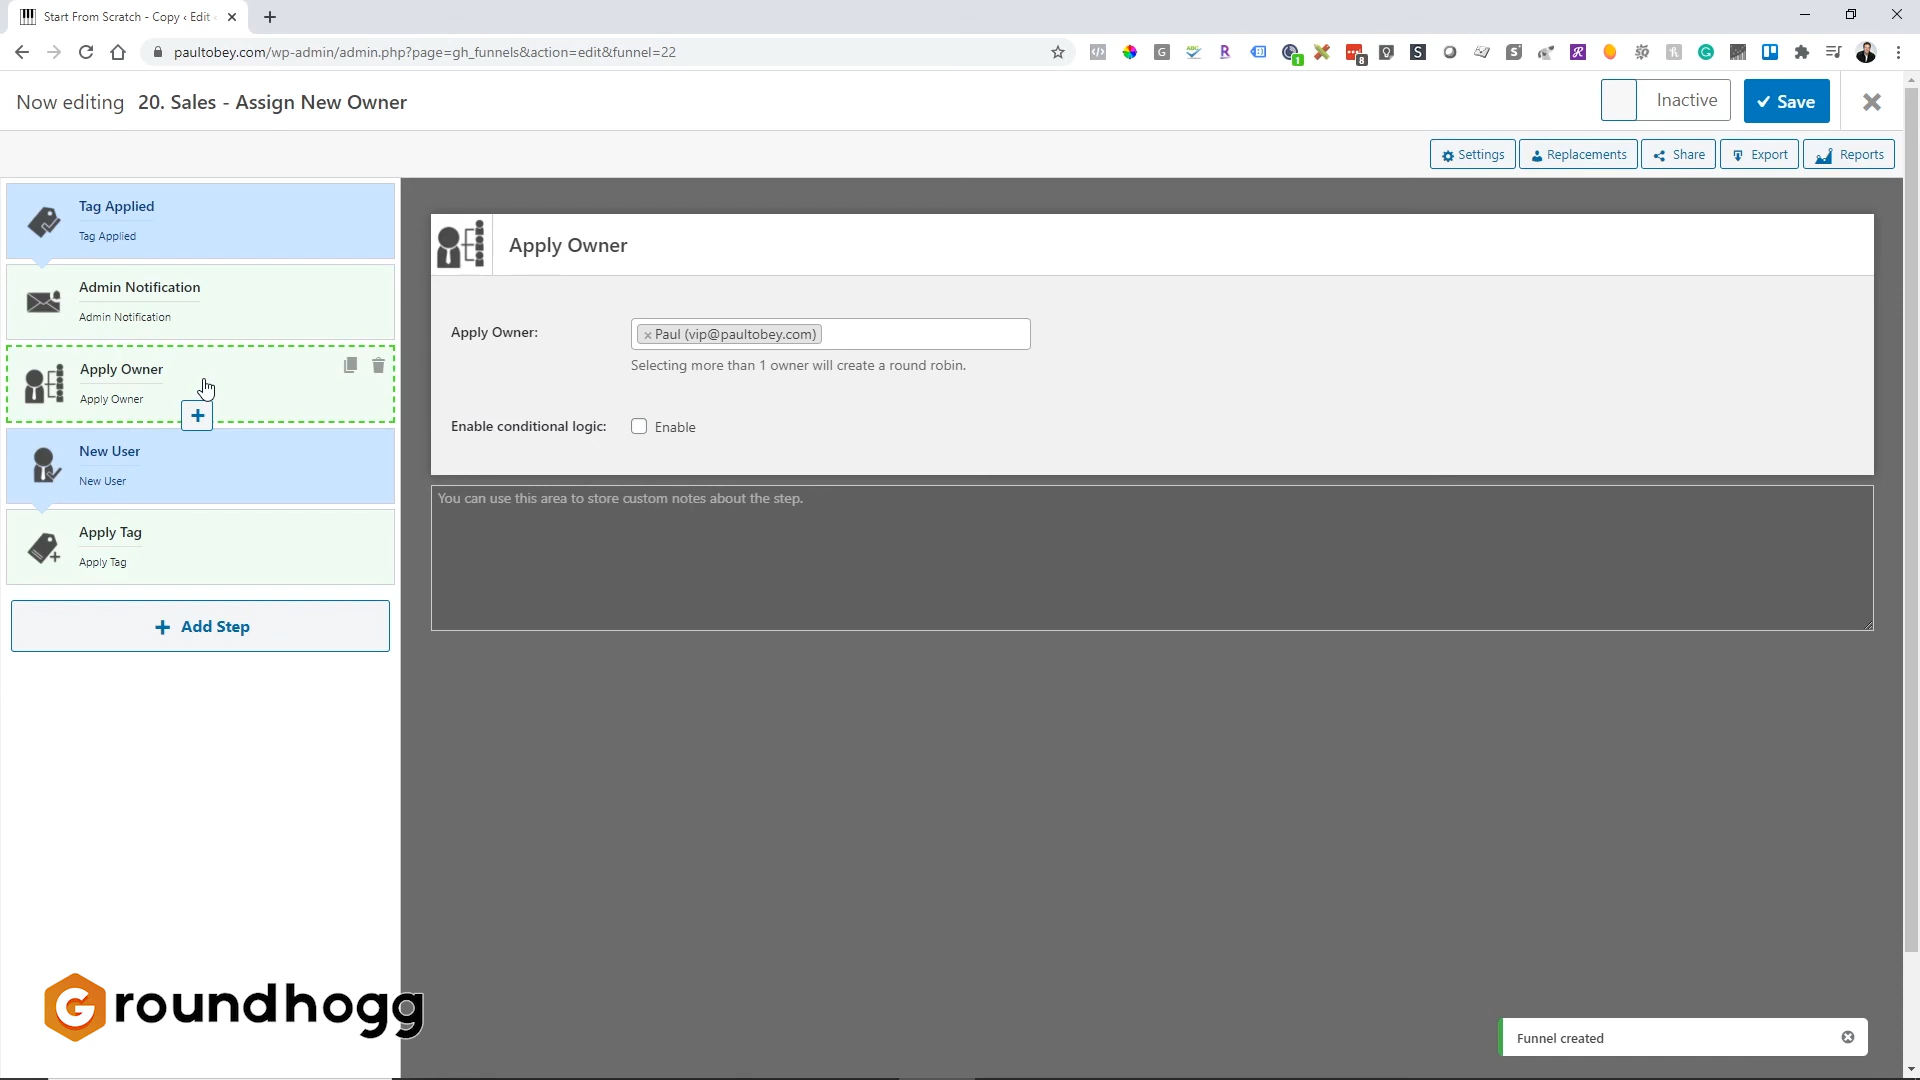 Start From Scratch - Copy ‹ Edit
paultobey.com/wp-admin/admin.php?page=gh_funnels&action=edit&funnel=22
Now editing 20. Sales - Assign New Owner
Inactive
Save
Settings
Replacements
Share
Export
Reports
Tag Applied
Tag Applied
Admin Notification
Admin Notification
Apply Owner
Apply Owner
New User
New User
Apply Tag
Apply Tag
+ Add Step
Apply Owner
Apply Owner:
× Paul (vip@paultobey.com)
Selecting more than 1 owner will create a round robin.
Enable conditional logic:
Enable
You can use this area to store custom notes about the step.
Groundhogg
Funnel created